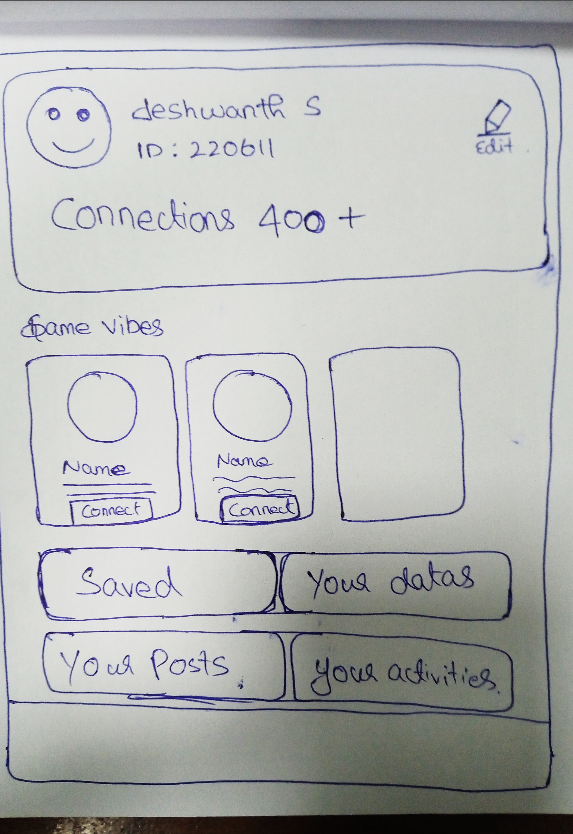 deshwanth S
ID : 220611
Edit
Connections 400 +
Same vibes
Name
Connect
Name
Connect
Saved
Your datas
Your Posts
your activities.